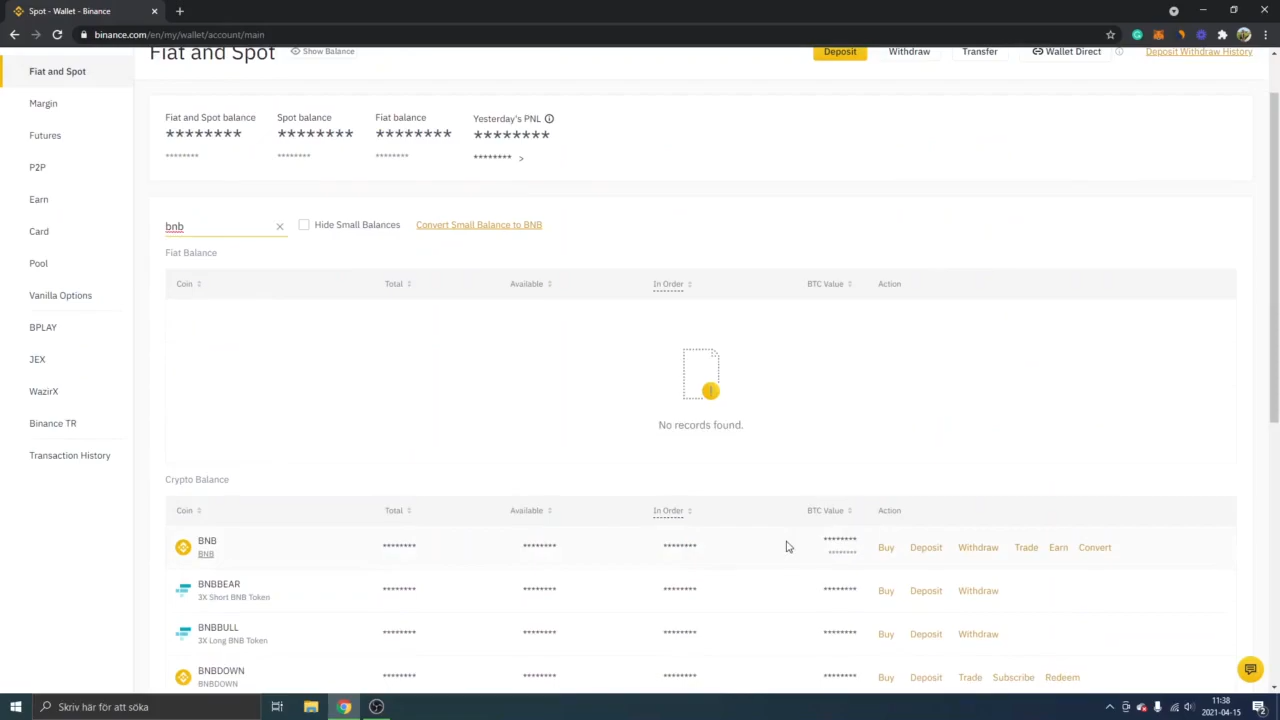 Spot - Wallet - Binance
binance.com/en/my/wallet/account/main
Fiat and Spot
Show Balance
Deposit
Withdraw
Transfer
Wallet Direct
Deposit Withdraw History
Fiat and Spot
Margin
Futures
P2P
Earn
Card
Pool
Vanilla Options
BPLAY
JEX
WazirX
Binance TR
Transaction History
Fiat and Spot balance Spot balance Fiat balance Yesterday's PNL
******** ******** ******** ********
******** ******** ******** ******** >
bnb
Hide Small Balances
Convert Small Balance to BNB
Fiat Balance
Coin Total Available In Order BTC Value Action
No records found.
Crypto Balance
Coin Total Available In Order BTC Value Action
BNB ******** ******** ******** ******** Buy Deposit Withdraw Trade Earn Convert
BNB ********
BNBBEAR ******** ******** ******** ******** Buy Deposit Withdraw
3X Short BNB Token
BNBBULL ******** ******** ******** ******** Buy Deposit Withdraw
3X Long BNB Token
BNBDOWN ******** ******** ******** ******** Buy Deposit Trade Subscribe Redeem
BNBDOWN
Skriv här för att söka
11:38
2021-04-15
2